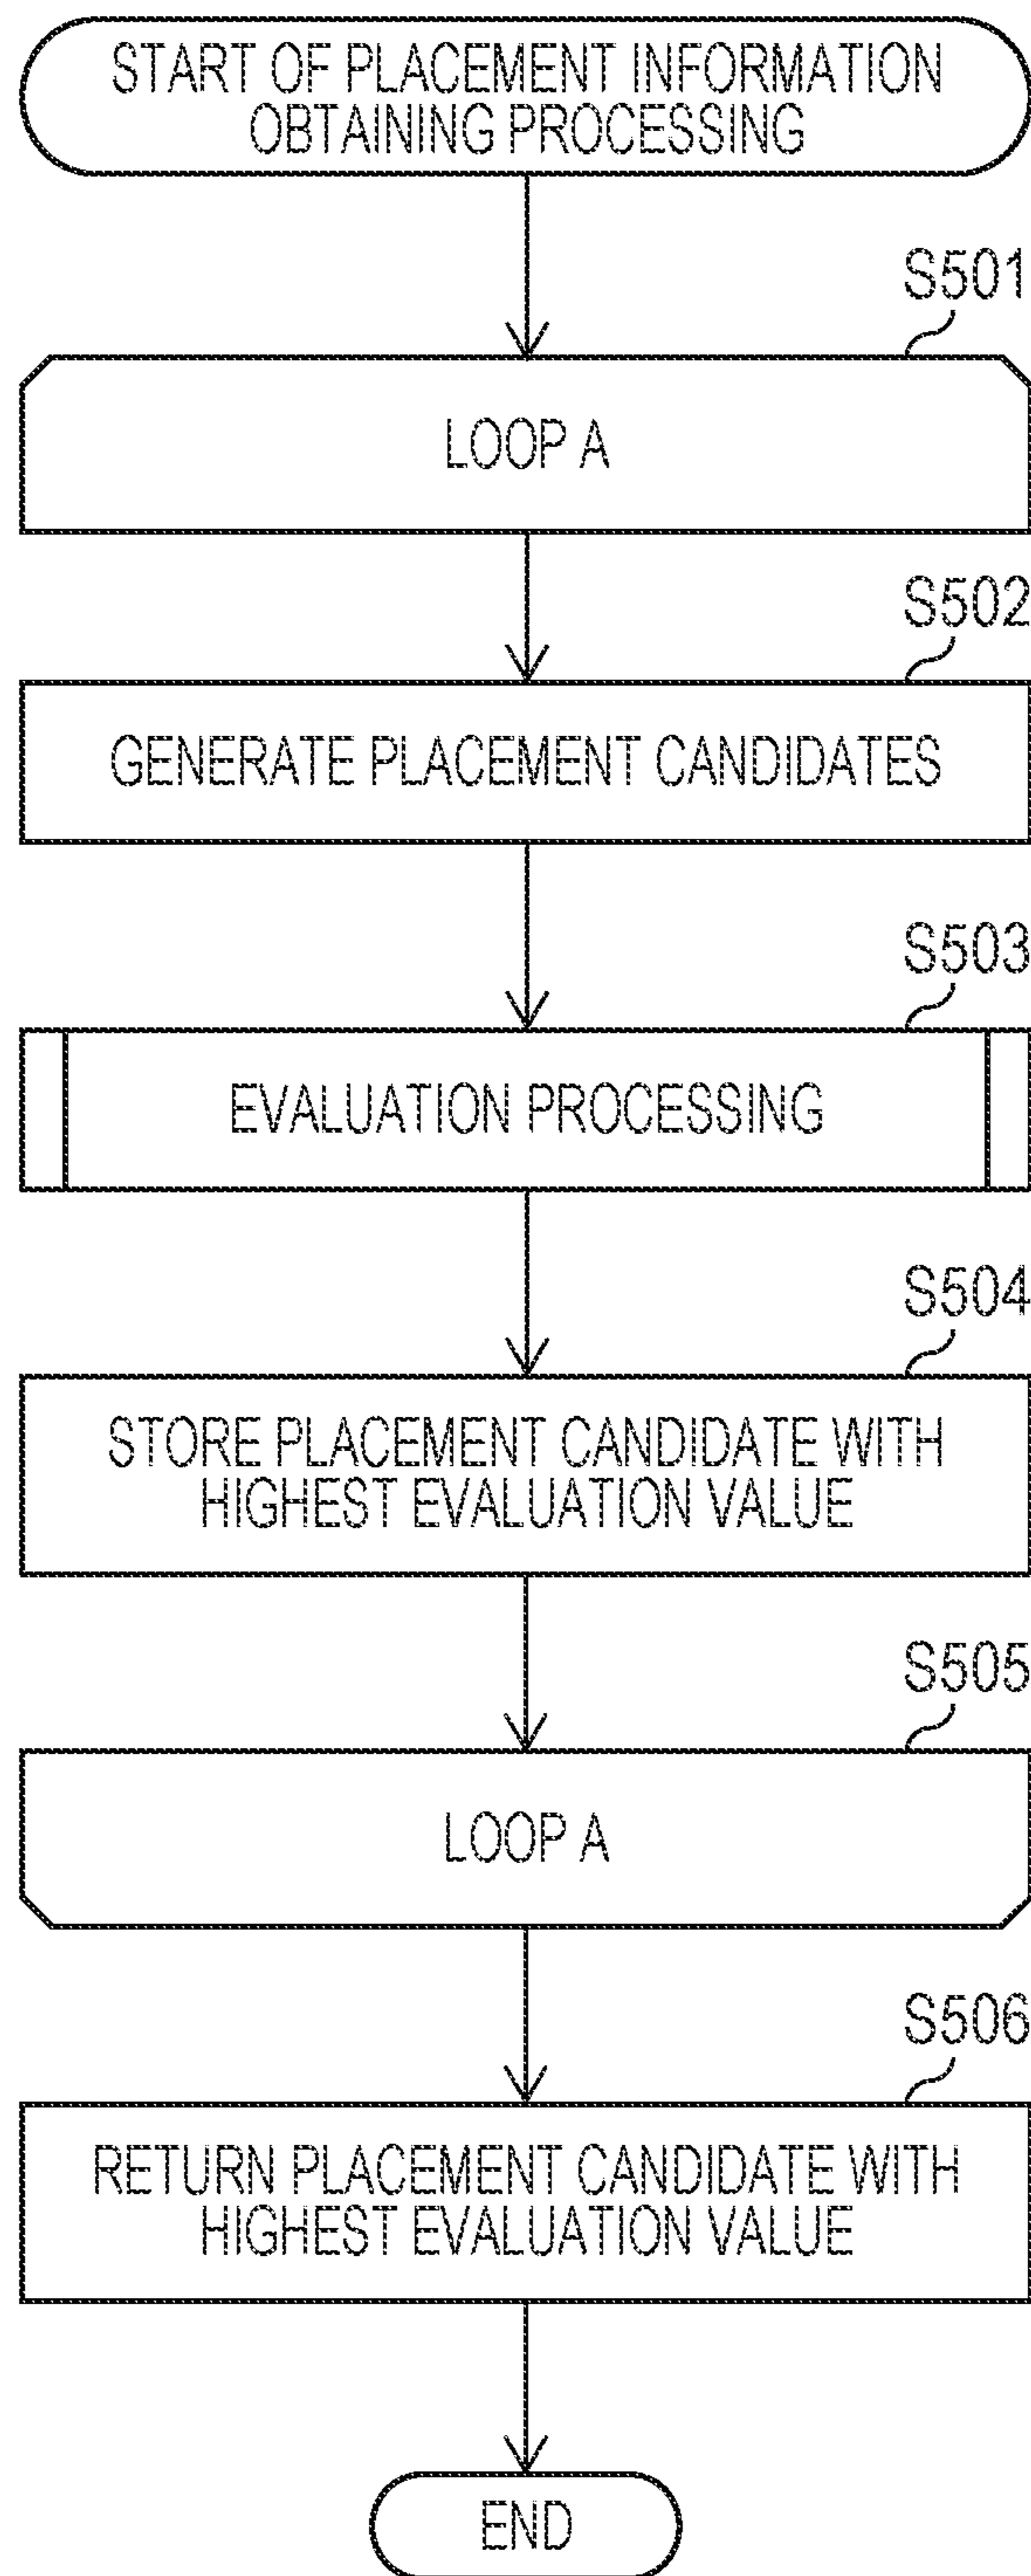 START OF PLACEMENT INFORMATION
OBTAINING PROCESSING
S501
LOOP A
S502
GENERATE PLACEMENT CANDIDATES
S503
EVALUATION PROCESSING
S504
STORE PLACEMENT CANDIDATE WITH
HIGHEST EVALUATION VALUE
S505
LOOP A
S506
RETURN PLACEMENT CANDIDATE WITH
HIGHEST EVALUATION VALUE
END